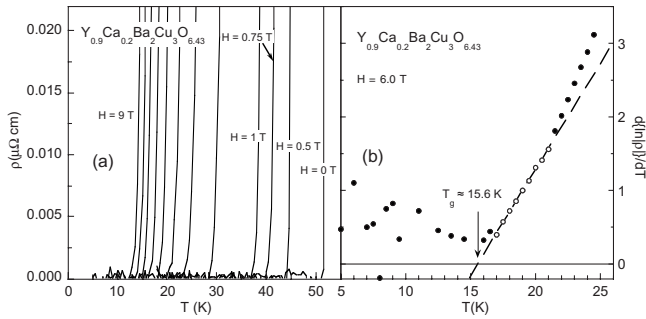 Y0.9Ca0.2Ba2Cu3O6.43
H = 0.75 T
H = 9 T
H = 1 T
H = 0.5 T
H = 0 T
(a)
ρ(μΩ cm)
0.020
0.015
0.010
0.005
0.000
0 10 20 30 40 50
T (K)
Y0.9Ca0.2Ba2Cu3O6.43
H = 6.0 T
(b)
Tg ≈ 15.6 K
d{ln|ρ|}/dT
3
2
1
0
5 10 15 20 25
T(K)